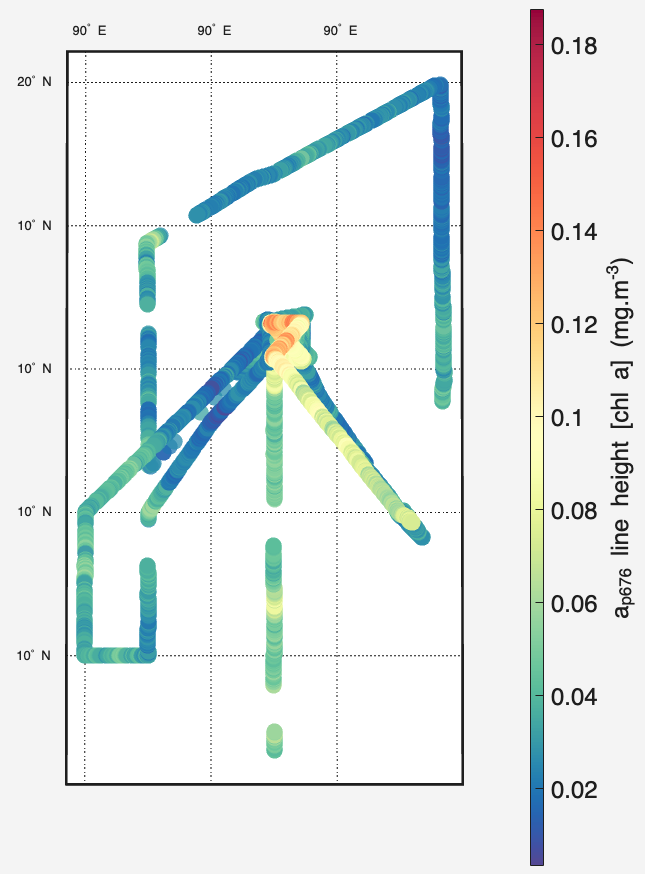 90° E 90° E 90° E
20° N
10° N
10° N
10° N
10° N
0.18
0.16
0.14
0.12
0.1
0.08
0.06
0.04
0.02
a_p676 line height [chl a] (mg.m⁻³)